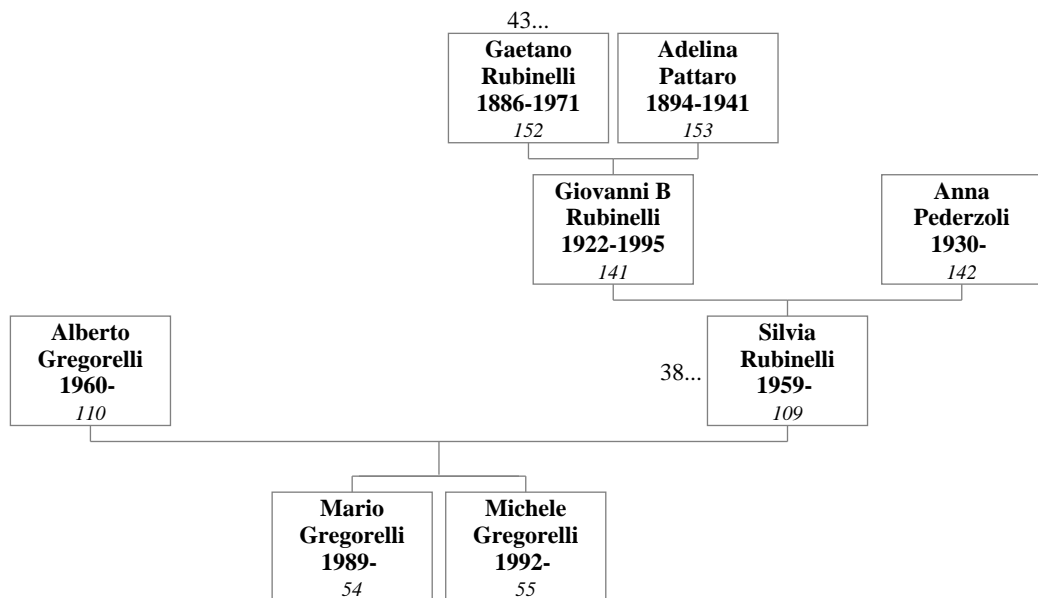 43...
Gaetano
Rubinelli
1886-1971
152
Adelina
Pattaro
1894-1941
153
Giovanni B
Rubinelli
1922-1995
141
Anna
Pederzoli
1930-
142
Alberto
Gregorelli
1960-
110
38...
Silvia
Rubinelli
1959-
109
Mario
Gregorelli
1989-
54
Michele
Gregorelli
1992-
55